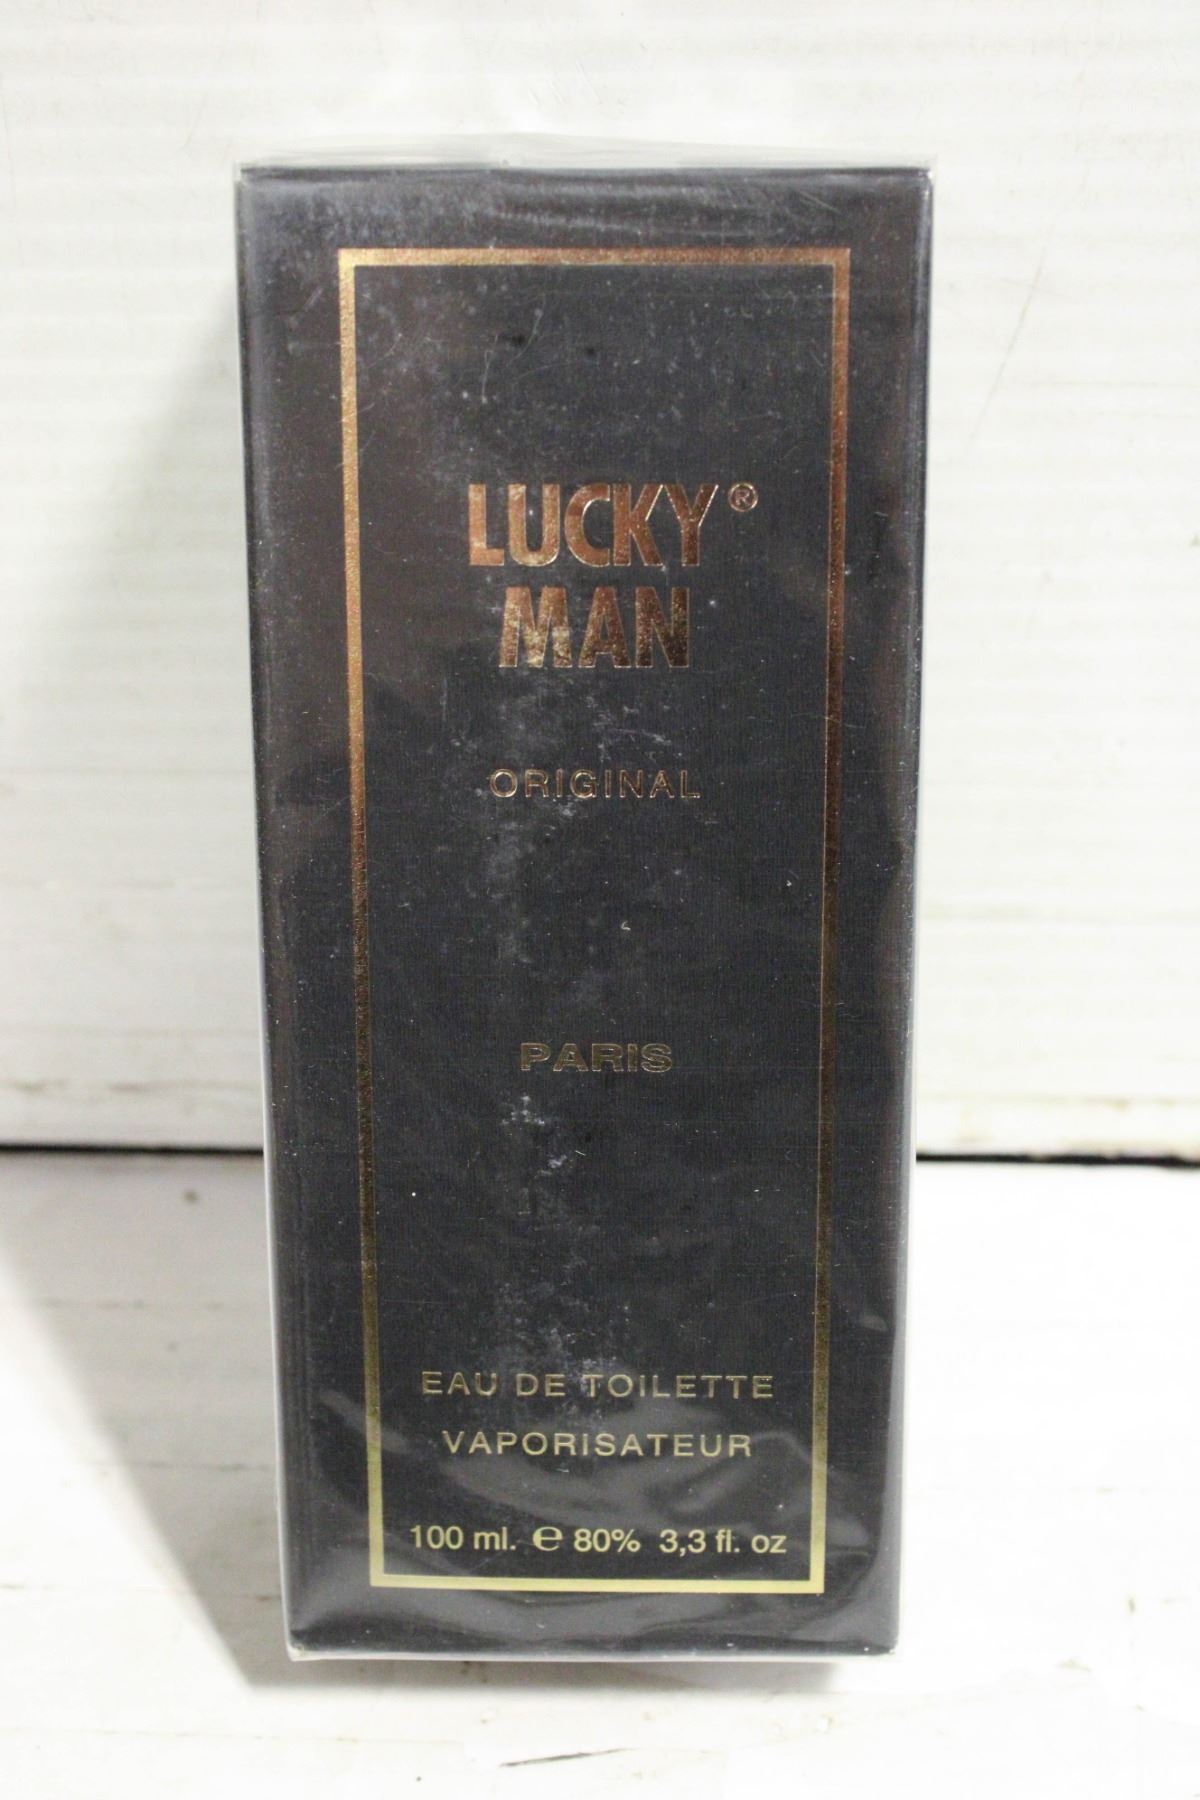 LUCKY®
MAN
ORIGINAL
PARIS
EAU DE TOILETTE
VAPORISATEUR
100 ml. ℮ 80% 3,3 fl. oz